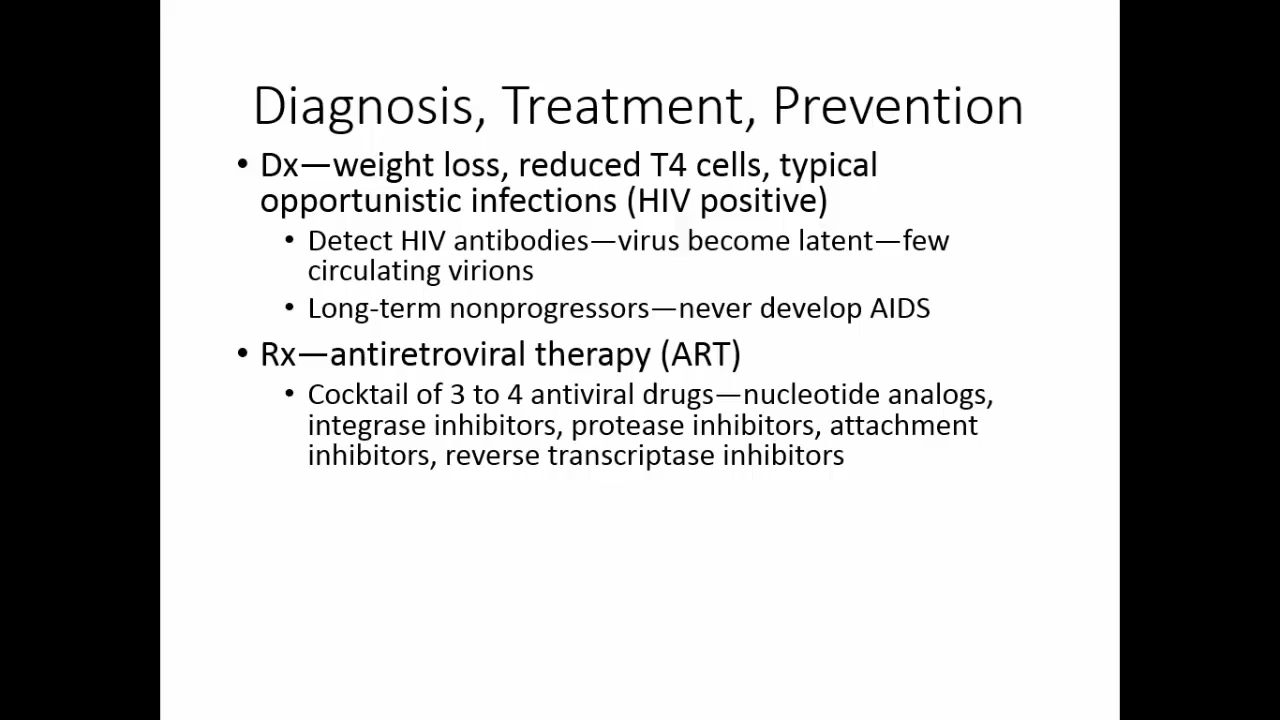 Diagnosis, Treatment, Prevention
• Dx—weight loss, reduced T4 cells, typical
opportunistic infections (HIV positive)
• Detect HIV antibodies—virus become latent—few
circulating virions
• Long-term nonprogressors—never develop AIDS
• Rx—antiretroviral therapy (ART)
• Cocktail of 3 to 4 antiviral drugs—nucleotide analogs,
integrase inhibitors, protease inhibitors, attachment
inhibitors, reverse transcriptase inhibitors